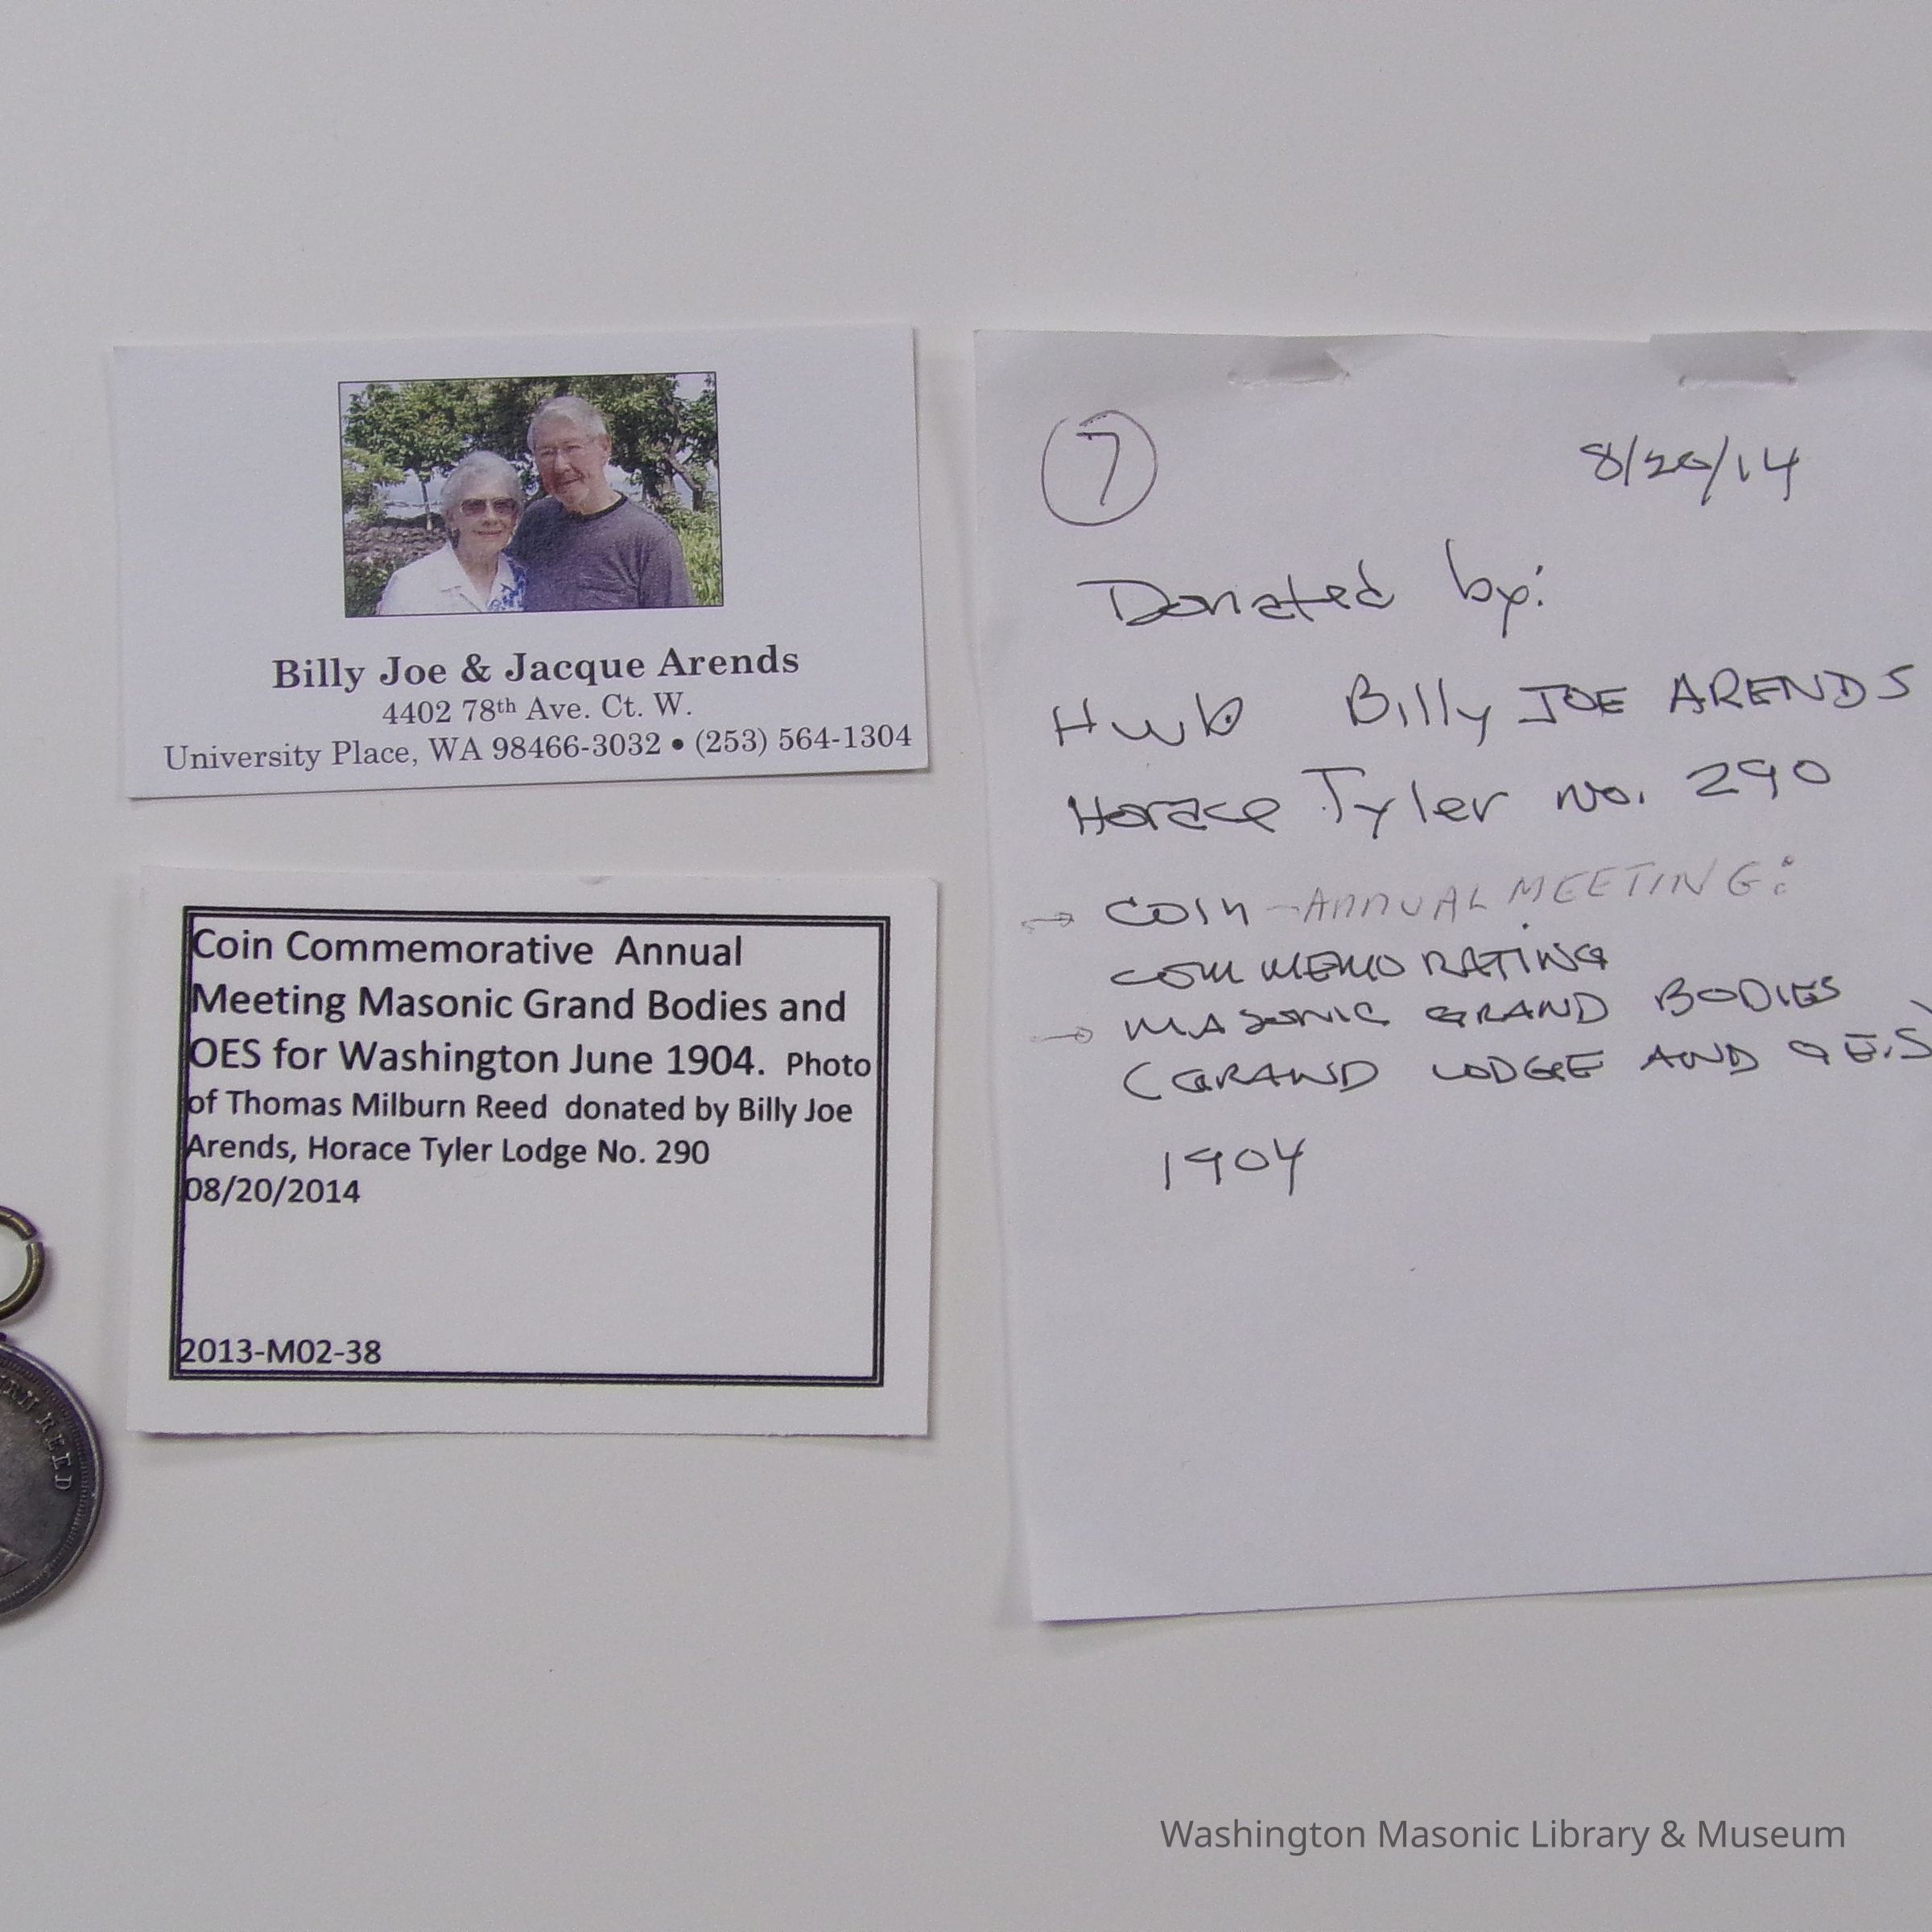 Billy Joe & Jacque Arends
4402 78th Ave. Ct. W.
University Place, WA 98466-3032 • (253) 564-1304
Coin Commemorative Annual
Meeting Masonic Grand Bodies and
OES for Washington June 1904. Photo
of Thomas Milburn Reed donated by Billy Joe
Arends, Horace Tyler Lodge No. 290
08/20/2014
2013-M02-38
REED
7
8/20/14
Donated by:
Billy JOE ARENDS
Horace Tyler No. 290
→ COIN - ANNUAL MEETING:
COMMEMORATING
→ MASONIC GRAND BODIES
(GRAND LODGE AND O.E.S
1904
Washington Masonic Library & Museum